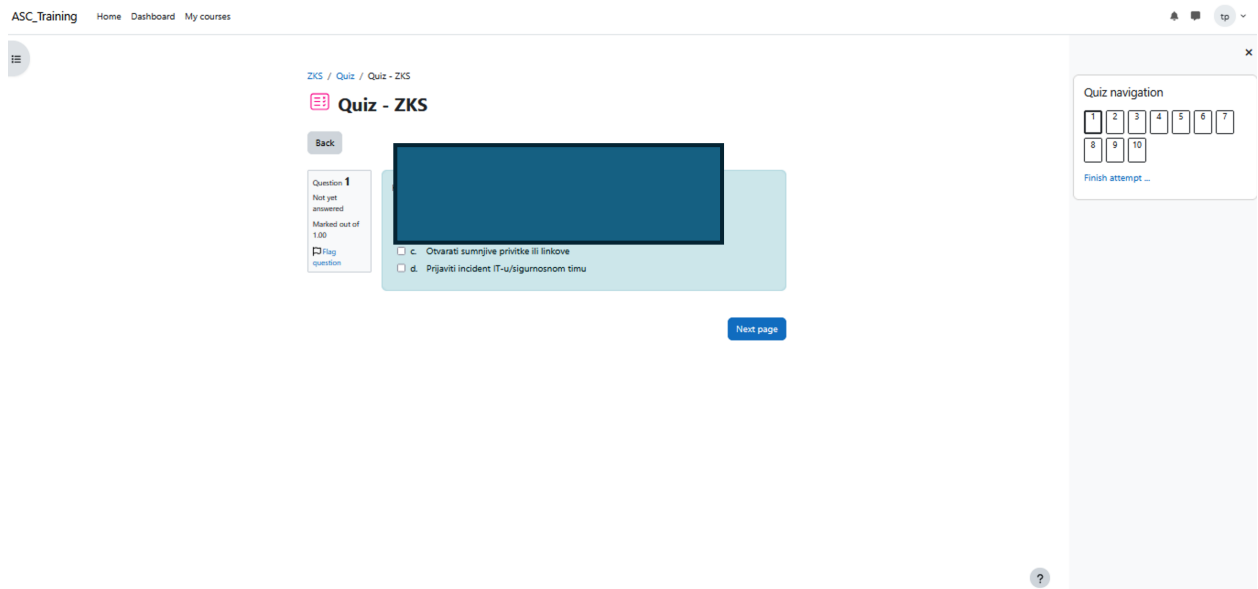 ASC_Training Home Dashboard My courses tp
ZKS / Quiz / Quiz - ZKS
Quiz - ZKS
Back
Question 1
Not yet
answered
Marked out of
1.00
Flag
question
c. Otvarati sumnjive privitke ili linkove
d. Prijaviti incident IT-u/sigurnosnom timu
Next page
Quiz navigation
1 2 3 4 5 6 7
8 9 10
Finish attempt ...
?